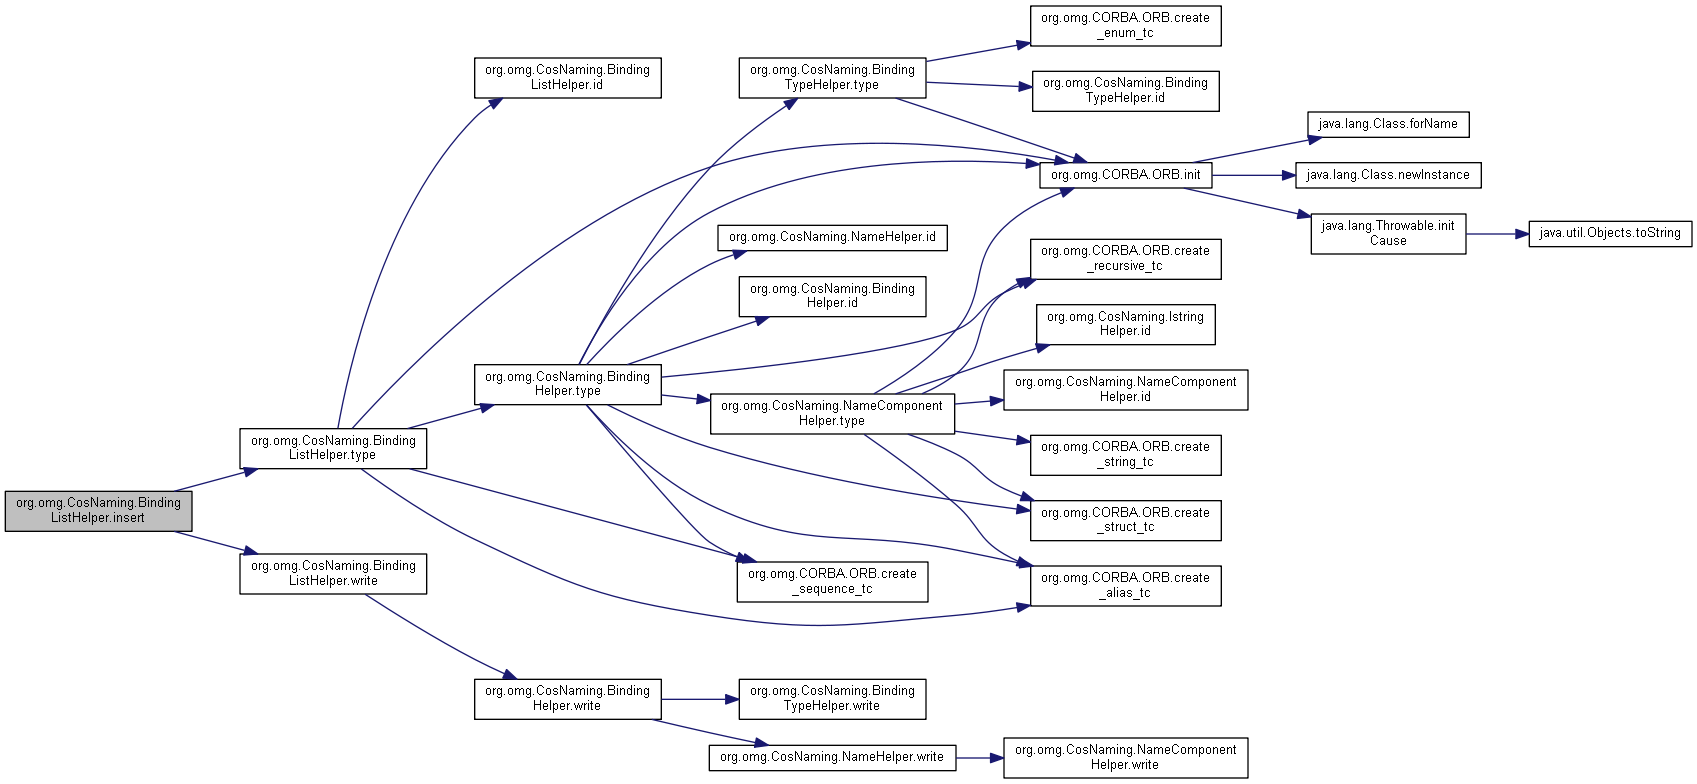 org.omg.CORBA.ORB.create
_enum_tc
org.omg.CosNaming.Binding
ListHelper.id
org.omg.CosNaming.Binding
TypeHelper.type
org.omg.CosNaming.Binding
TypeHelper.id
java.lang.Class.forName
org.omg.CORBA.ORB.init
java.lang.Class.newInstance
java.lang.Throwable.init
Cause
java.util.Objects.toString
org.omg.CosNaming.NameHelper.id
org.omg.CORBA.ORB.create
_recursive_tc
org.omg.CosNaming.Binding
Helper.id
org.omg.CosNaming.Istring
Helper.id
org.omg.CosNaming.Binding
Helper.type
org.omg.CosNaming.NameComponent
Helper.id
org.omg.CosNaming.NameComponent
Helper.type
org.omg.CosNaming.Binding
ListHelper.type
org.omg.CORBA.ORB.create
_string_tc
org.omg.CosNaming.Binding
ListHelper.insert
org.omg.CORBA.ORB.create
_struct_tc
org.omg.CosNaming.Binding
ListHelper.write
org.omg.CORBA.ORB.create
_sequence_tc
org.omg.CORBA.ORB.create
_alias_tc
org.omg.CosNaming.Binding
Helper.write
org.omg.CosNaming.Binding
TypeHelper.write
org.omg.CosNaming.NameHelper.write
org.omg.CosNaming.NameComponent
Helper.write